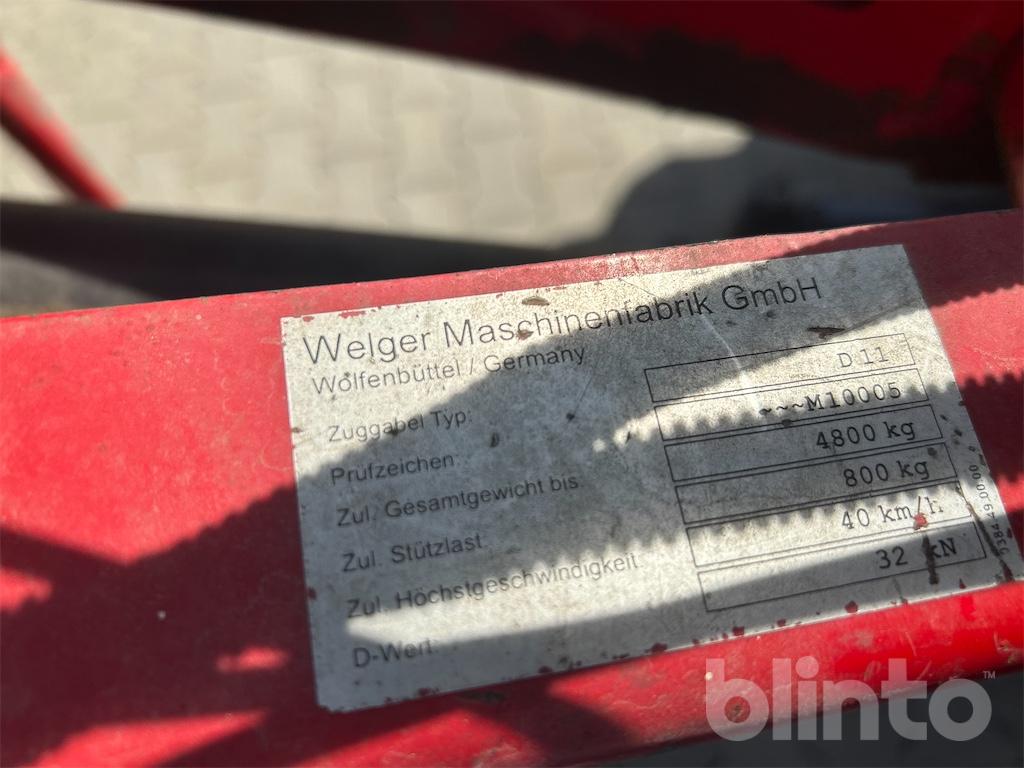 Welger Maschinenfabrik GmbH
Wolfenbüttel / Germany
Zuggabel Typ: D 11
Prüfzeichen: ~~~M10005
Zul. Gesamtgewicht bis: 4800 kg
Zul. Stützlast: 800 kg
Zul. Höchstgeschwindigkeit: 40 km/h
D-Wert: 32 kN
blinto™